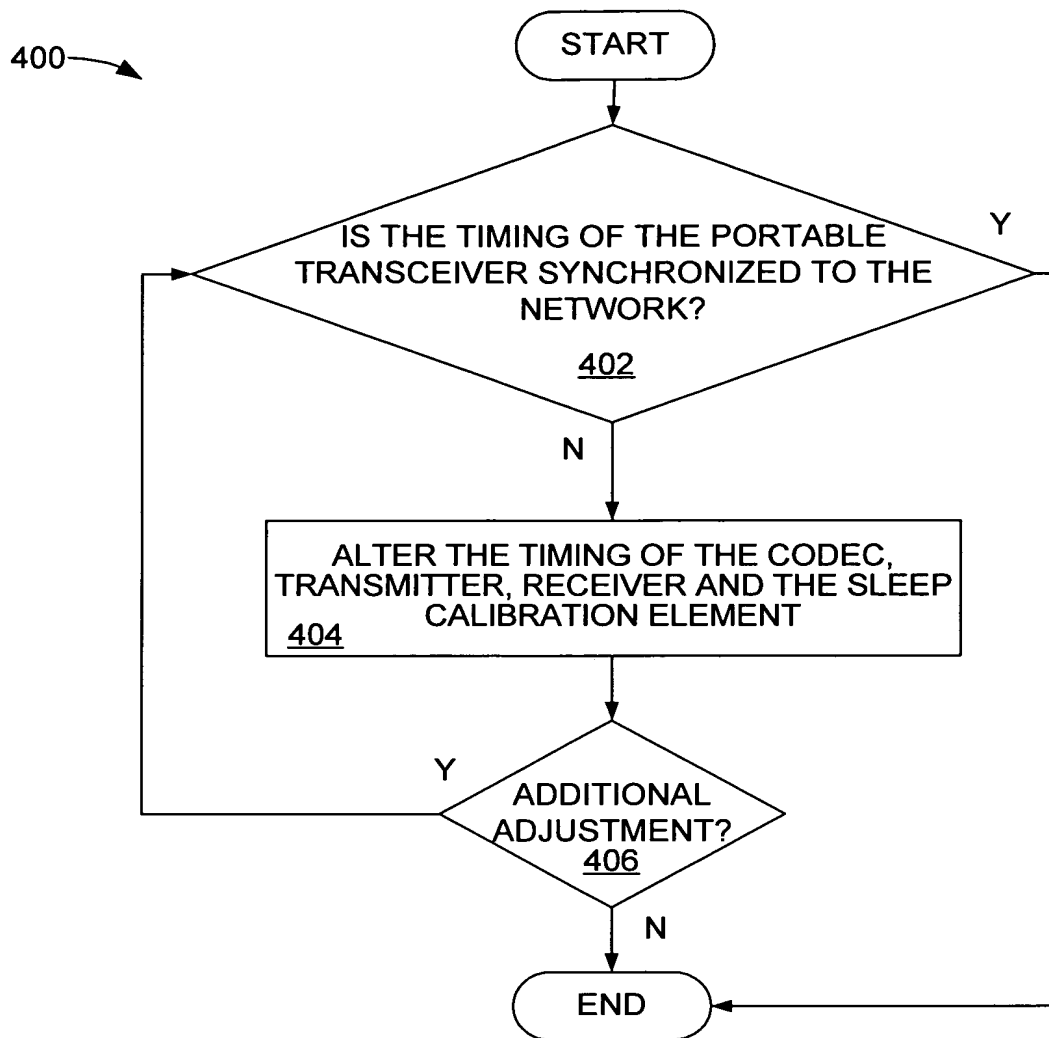 400
START
IS THE TIMING OF THE PORTABLE
TRANSCEIVER SYNCHRONIZED TO THE
NETWORK?
402
Y
N
ALTER THE TIMING OF THE CODEC,
TRANSMITTER, RECEIVER AND THE SLEEP
CALIBRATION ELEMENT
404
Y
ADDITIONAL
ADJUSTMENT?
406
N
END